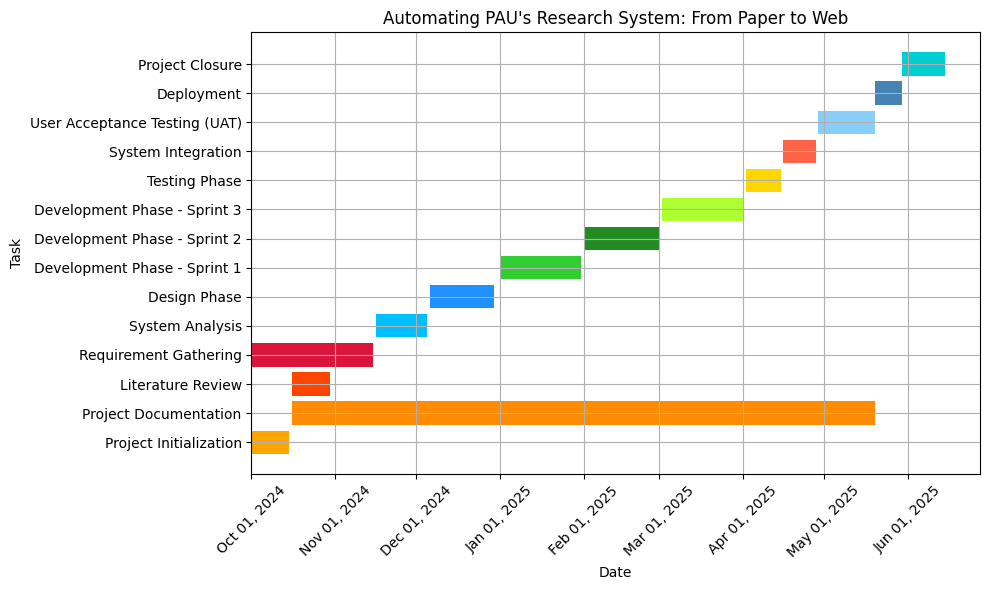 Automating PAU's Research System: From Paper to Web
Project Closure
Deployment
User Acceptance Testing (UAT)
System Integration
Testing Phase
Development Phase - Sprint 3
Development Phase - Sprint 2
Development Phase - Sprint 1
Design Phase
System Analysis
Requirement Gathering
Literature Review
Project Documentation
Project Initialization
Task
Oct 01, 2024
Nov 01, 2024
Dec 01, 2024
Jan 01, 2025
Feb 01, 2025
Mar 01, 2025
Apr 01, 2025
May 01, 2025
Jun 01, 2025
Date